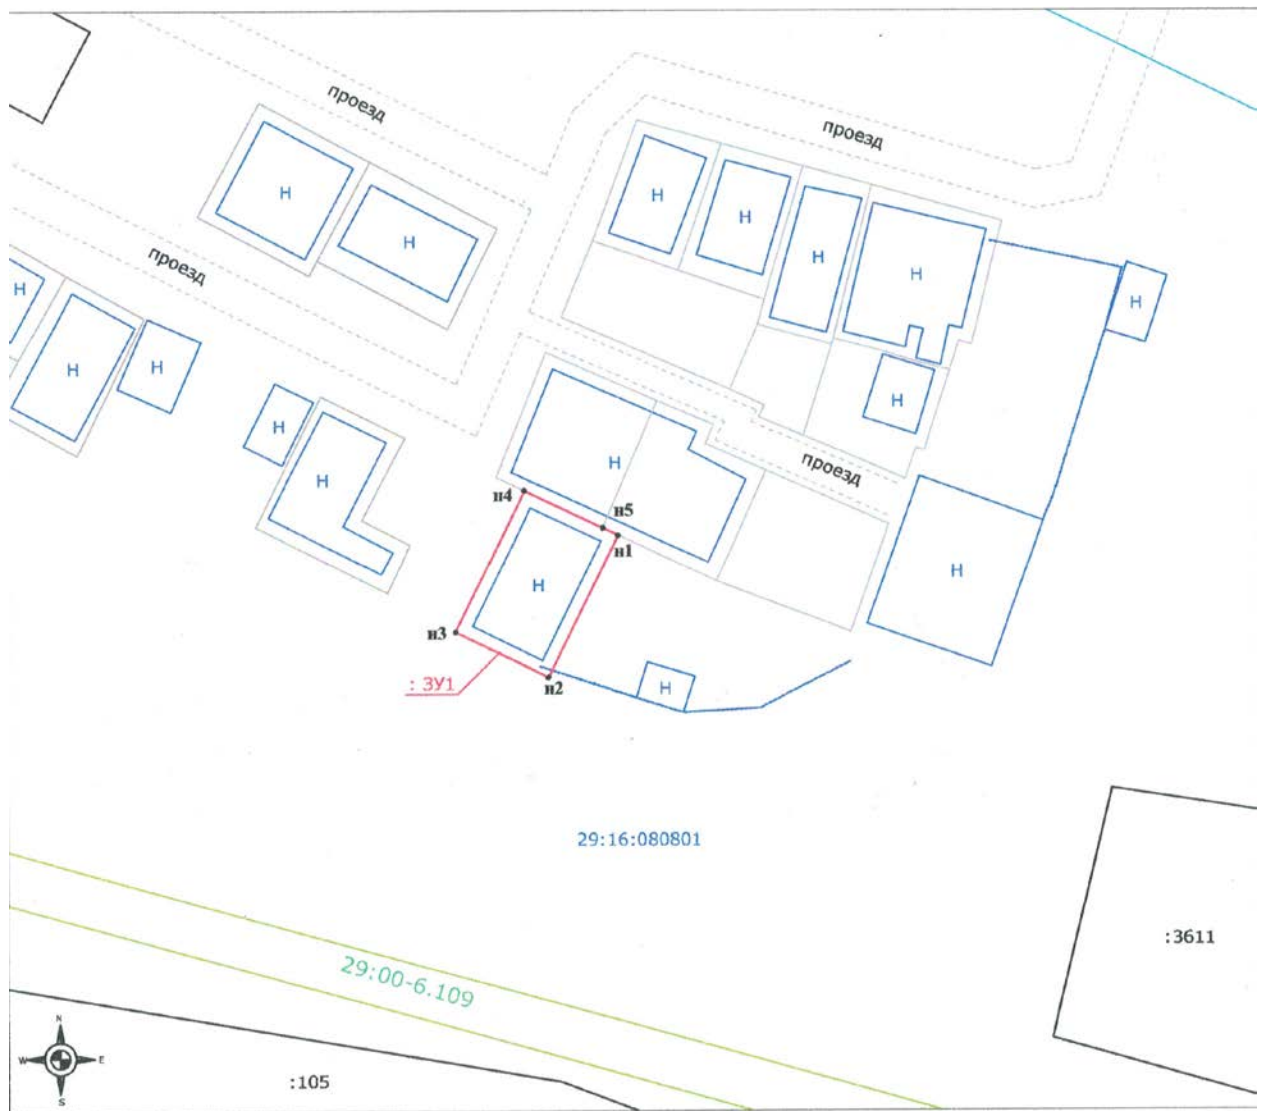 проезд
проезд
Н
Н
Н
Н
проезд
Н
Н
Н
Н
Н
Н
Н
Н
Н
Н
Н
проезд
н4
н5
н1
Н
Н
н3
: ЗУ1
н2
Н
29:16:080801
:3611
29:00-6.109
N
W
E
S
:105